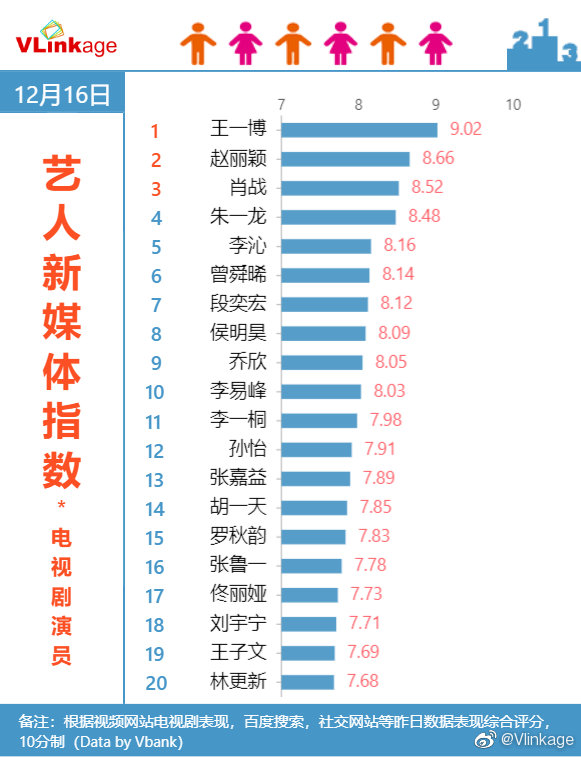 VLinkage
1
2
3
12月16日
艺人新媒体指数
*电视剧演员
7 8 9 10
1 王一博 9.02
2 赵丽颖 8.66
3 肖战 8.52
4 朱一龙 8.48
5 李沁 8.16
6 曾舜晞 8.14
7 段奕宏 8.12
8 侯明昊 8.09
9 乔欣 8.05
10 李易峰 8.03
11 李一桐 7.98
12 孙怡 7.91
13 张嘉益 7.89
14 胡一天 7.85
15 罗秋韵 7.83
16 张鲁一 7.78
17 佟丽娅 7.73
18 刘宇宁 7.71
19 王子文 7.69
20 林更新 7.68
备注：根据视频网站电视剧表现，百度搜索，社交网站等昨日数据表现综合评分，
10分制（Data by Vbank）
@Vlinkage